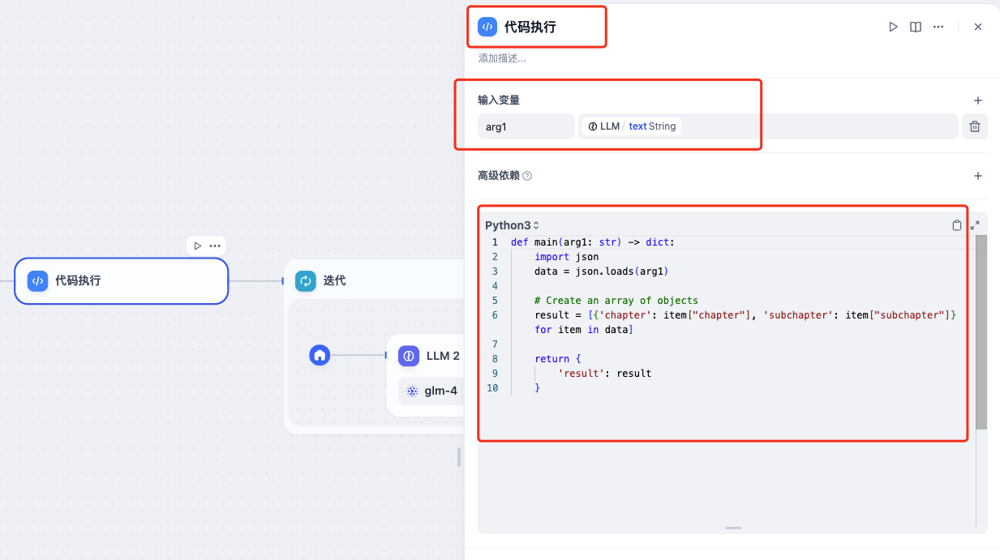 代码执行
添加描述...
输入变量
arg1
LLM / text String
高级依赖
Python3
1 def main(arg1: str) -> dict:
2 import json
3 data = json.loads(arg1)
4
5 # Create an array of objects
6 result = [{'chapter': item["chapter"], 'subchapter': item["subchapter"]}
for item in data]
7
8 return {
9 'result': result
10 }
代码执行
迭代
LLM 2
glm-4